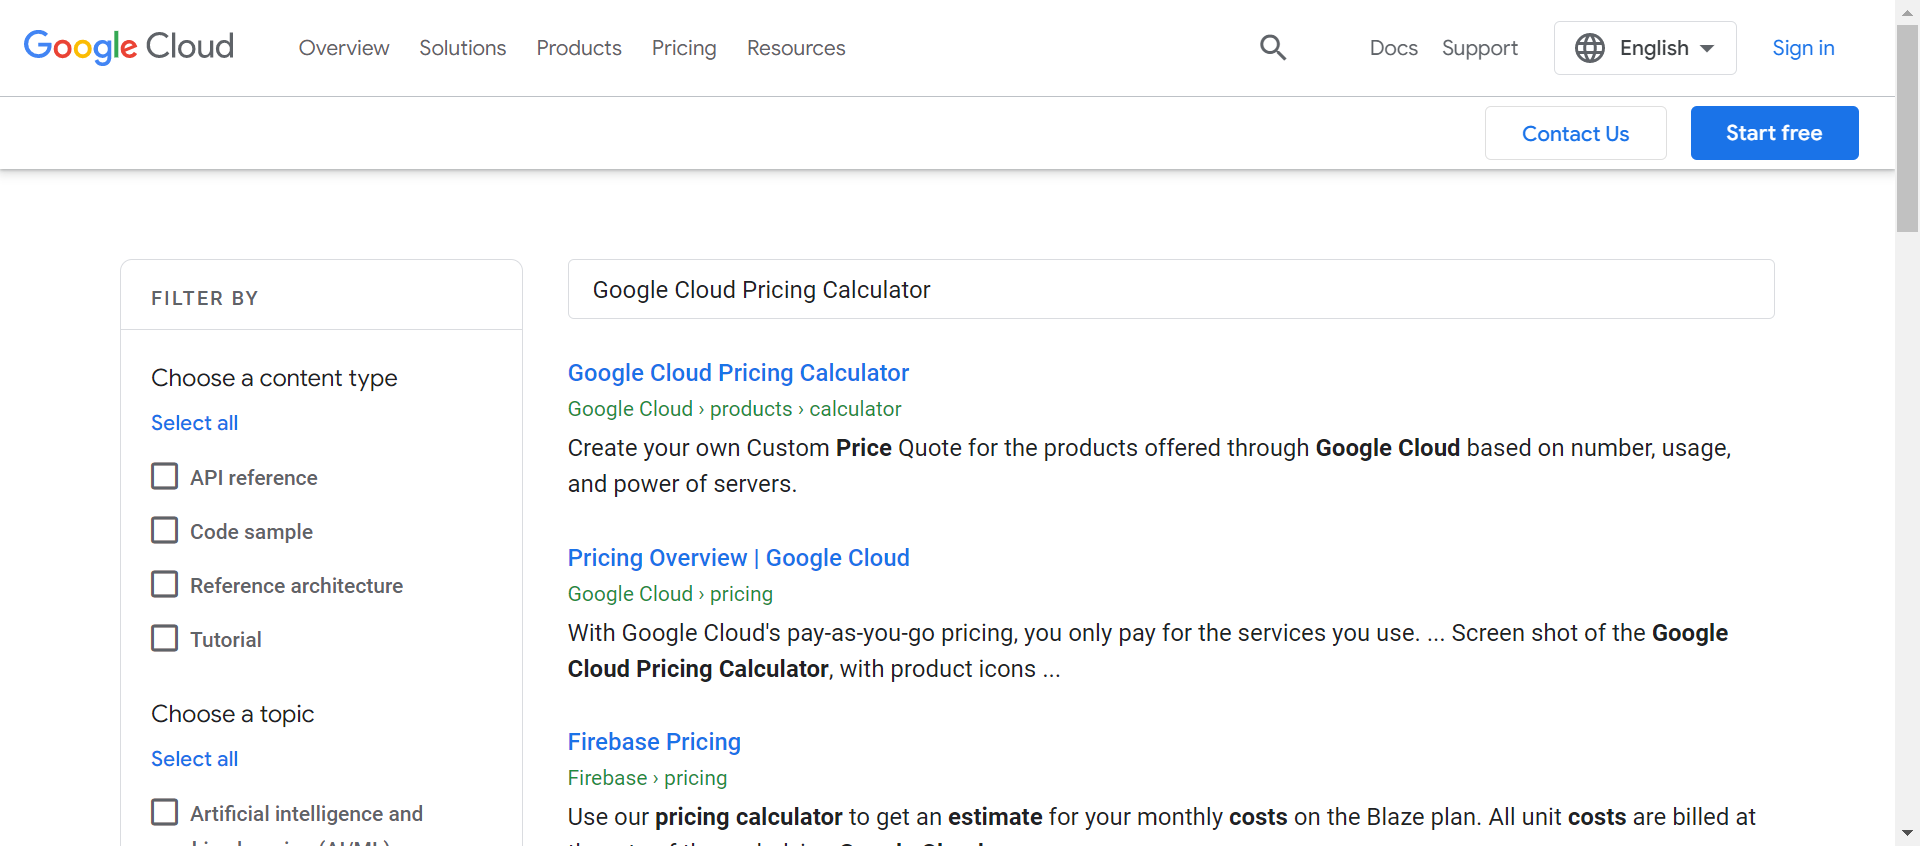 Google Cloud
Overview
Solutions
Products
Pricing
Resources
Docs
Support
English
Sign in
Contact Us
Start free
FILTER BY
Choose a content type
Select all
API reference
Code sample
Reference architecture
Tutorial
Choose a topic
Select all
Artificial intelligence and
Google Cloud Pricing Calculator
Google Cloud Pricing Calculator
Google Cloud › products › calculator
Create your own Custom Price Quote for the products offered through Google Cloud based on number, usage,
and power of servers.
Pricing Overview | Google Cloud
Google Cloud › pricing
With Google Cloud's pay-as-you-go pricing, you only pay for the services you use. ... Screen shot of the Google
Cloud Pricing Calculator, with product icons ...
Firebase Pricing
Firebase › pricing
Use our pricing calculator to get an estimate for your monthly costs on the Blaze plan. All unit costs are billed at